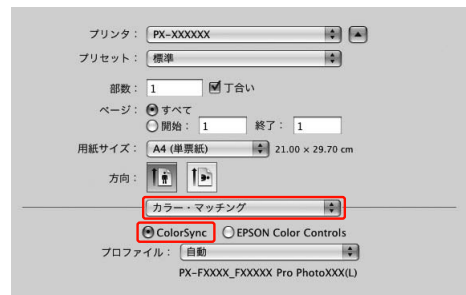 プリンタ： PX-XXXXXX
プリセット： 標準
部数： 1 丁合い
ページ： すべて
開始： 1 終了： 1
用紙サイズ： A4 (単票紙) 21.00 × 29.70 cm
方向：
カラー・マッチング
ColorSync EPSON Color Controls
プロファイル： 自動
PX-FXXXX_FXXXXX Pro PhotoXXX(L)